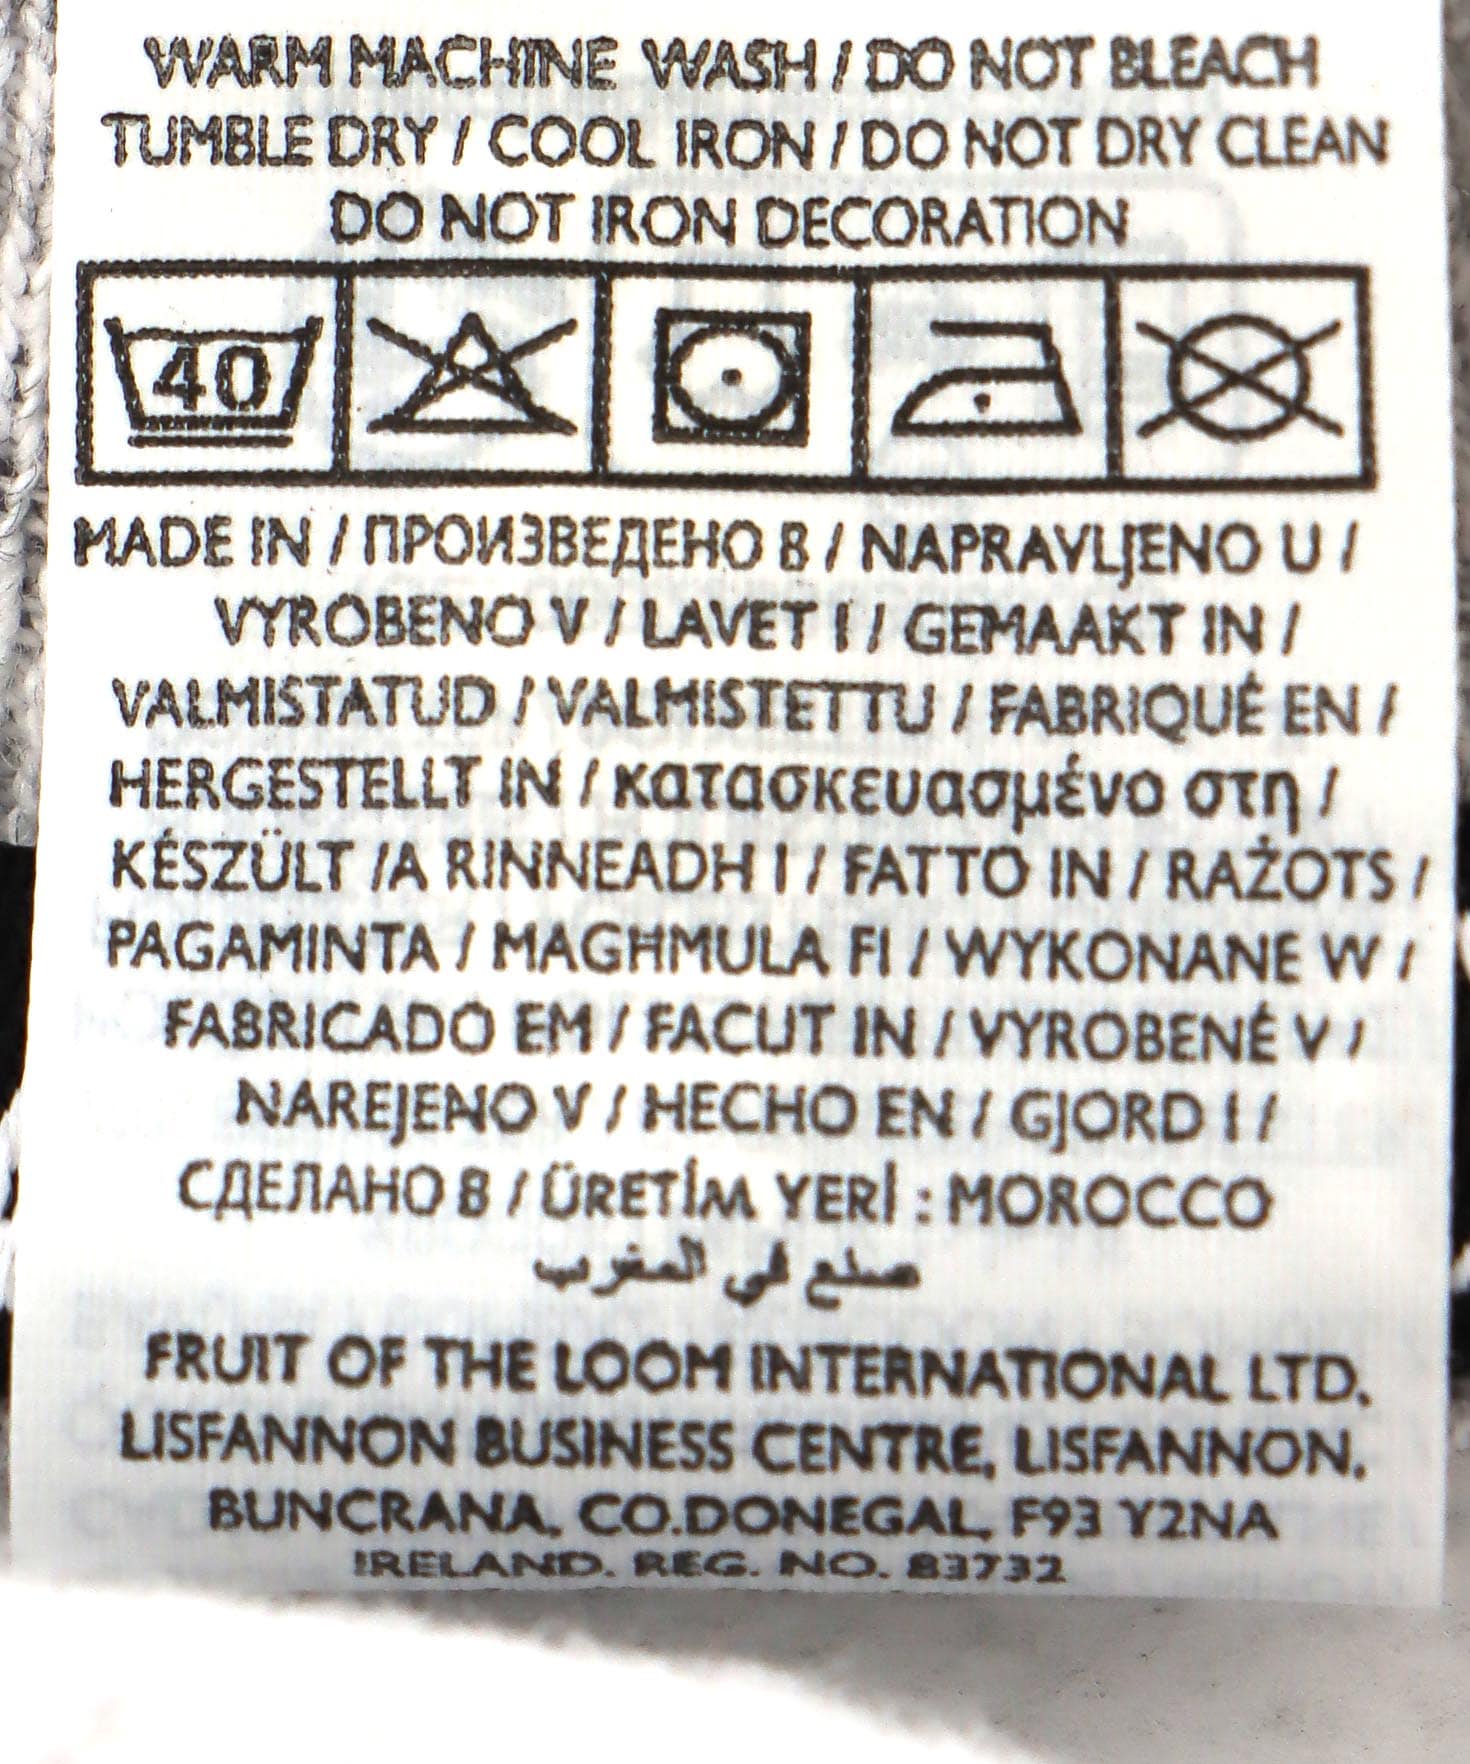 WARM MACHINE WASH / DO NOT BLEACH
TUMBLE DRY / COOL IRON / DO NOT DRY CLEAN
DO NOT IRON DECORATION
40
MADE IN / ПРОИЗВЕДЕНО В / NAPRAVLJENO U /
VYROBENO V / LAVET I / GEMAAKT IN /
VALMISTATUD / VALMISTETTU / FABRIQUÉ EN /
HERGESTELLT IN / κατασκευασμένο στη /
KÉSZÜLT /A RINNEADH I / FATTO IN / RAŻOTS /
PAGAMINTA / MAGHMULA FI / WYKONANE W /
FABRICADO EM / FACUT IN / VYROBENÉ V /
NAREJENO V / HECHO EN / GJORD I /
СДЕЛАНО В / ÜRETİM YERİ : MOROCCO
صنع في المغرب
FRUIT OF THE LOOM INTERNATIONAL LTD.
LISFANNON BUSINESS CENTRE, LISFANNON,
BUNCRANA, CO.DONEGAL, F93 Y2NA
IRELAND. REG. NO. 83732